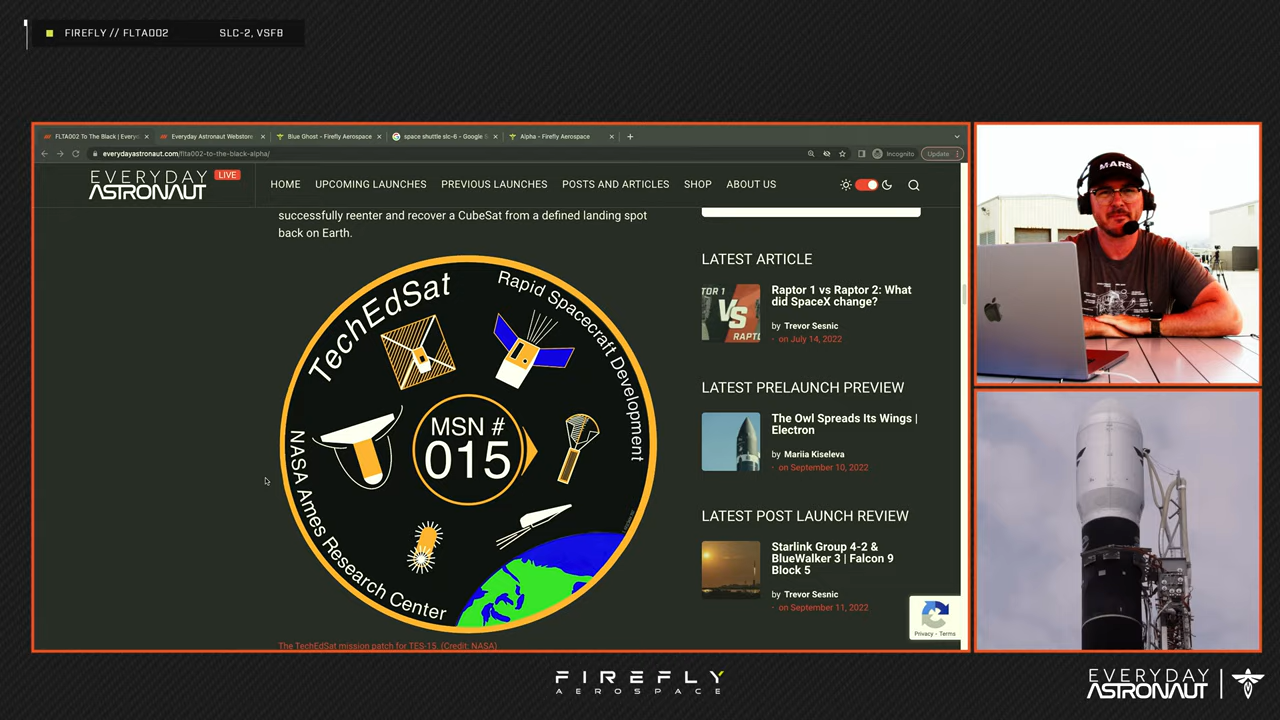 FIREFLY // FLTA002 SLC-2, VSFB
FLTA002 To The Black | Every
Everyday Astronaut Webstore
Blue Ghost - Firefly Aerospace
space shuttle slc-6 - Google S
Alpha - Firefly Aerospace
everydayastronaut.com/flta002-to-the-black-alpha/
Incognito
Update
EVERYDAY
ASTRONAUT
LIVE
HOME UPCOMING LAUNCHES PREVIOUS LAUNCHES POSTS AND ARTICLES SHOP ABOUT US
successfully reenter and recover a CubeSat from a defined landing spot
back on Earth.
TechEdSat
Rapid Spacecraft Development
NASA Ames Research Center
MSN #
015
The TechEdSat mission patch for TES-15. (Credit: NASA)
LATEST ARTICLE
TOR 1
VS
RAPTO
Raptor 1 vs Raptor 2: What
did SpaceX change?
by Trevor Sesnic
- on July 14, 2022
LATEST PRELAUNCH PREVIEW
The Owl Spreads Its Wings |
Electron
by Mariia Kiseleva
- on September 10, 2022
LATEST POST LAUNCH REVIEW
Starlink Group 4-2 &
BlueWalker 3 | Falcon 9
Block 5
by Trevor Sesnic
- on September 11, 2022
Privacy - Terms
MARS
FIREFLY
AEROSPACE
EVERYDAY
ASTRONAUT